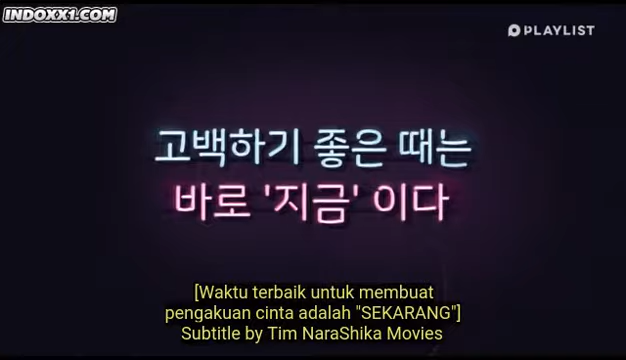 INDOXX1.COM
PLAYLIST
고백하기 좋은 때는
바로 '지금' 이다
[Waktu terbaik untuk membuat
pengakuan cinta adalah "SEKARANG"]
Subtitle by Tim NaraShika Movies